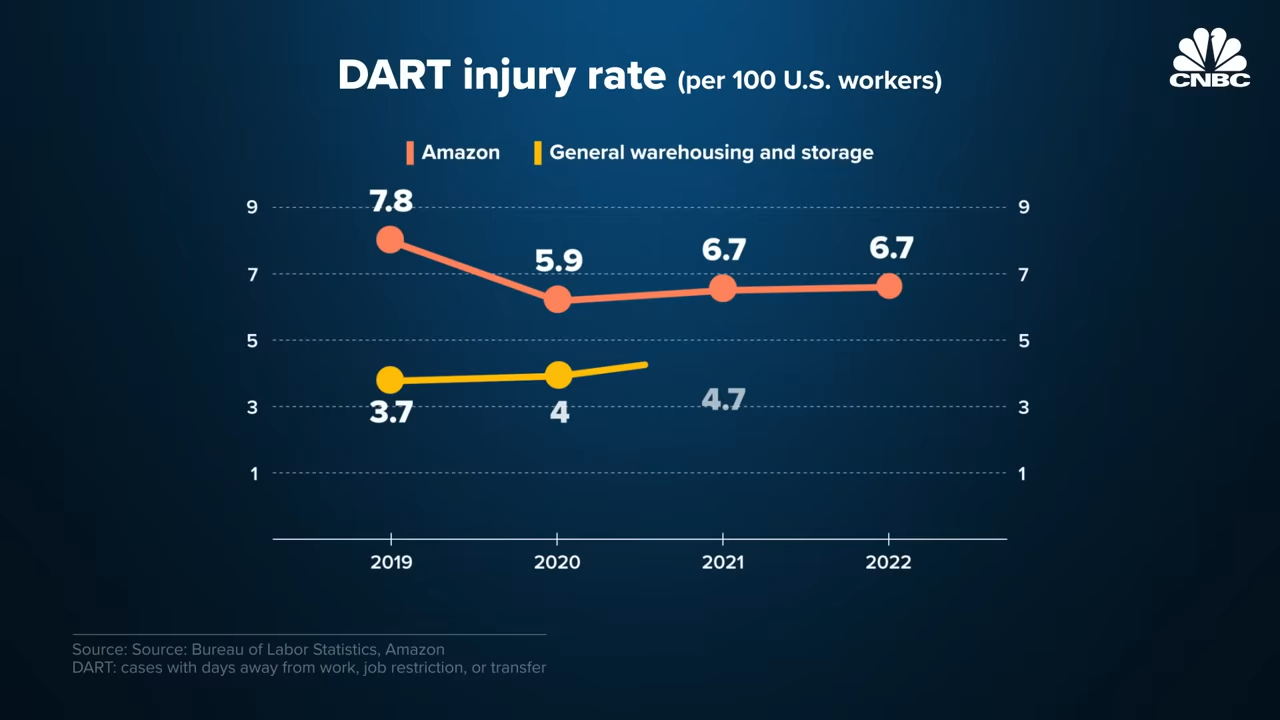 CNBC
DART injury rate (per 100 U.S. workers)
Amazon General warehousing and storage
7.8
9 9
5.9 6.7 6.7
7 7
5 5
4.7
3 3.7 4 3
1 1
2019 2020 2021 2022
Source: Source: Bureau of Labor Statistics, Amazon
DART: cases with days away from work, job restriction, or transfer